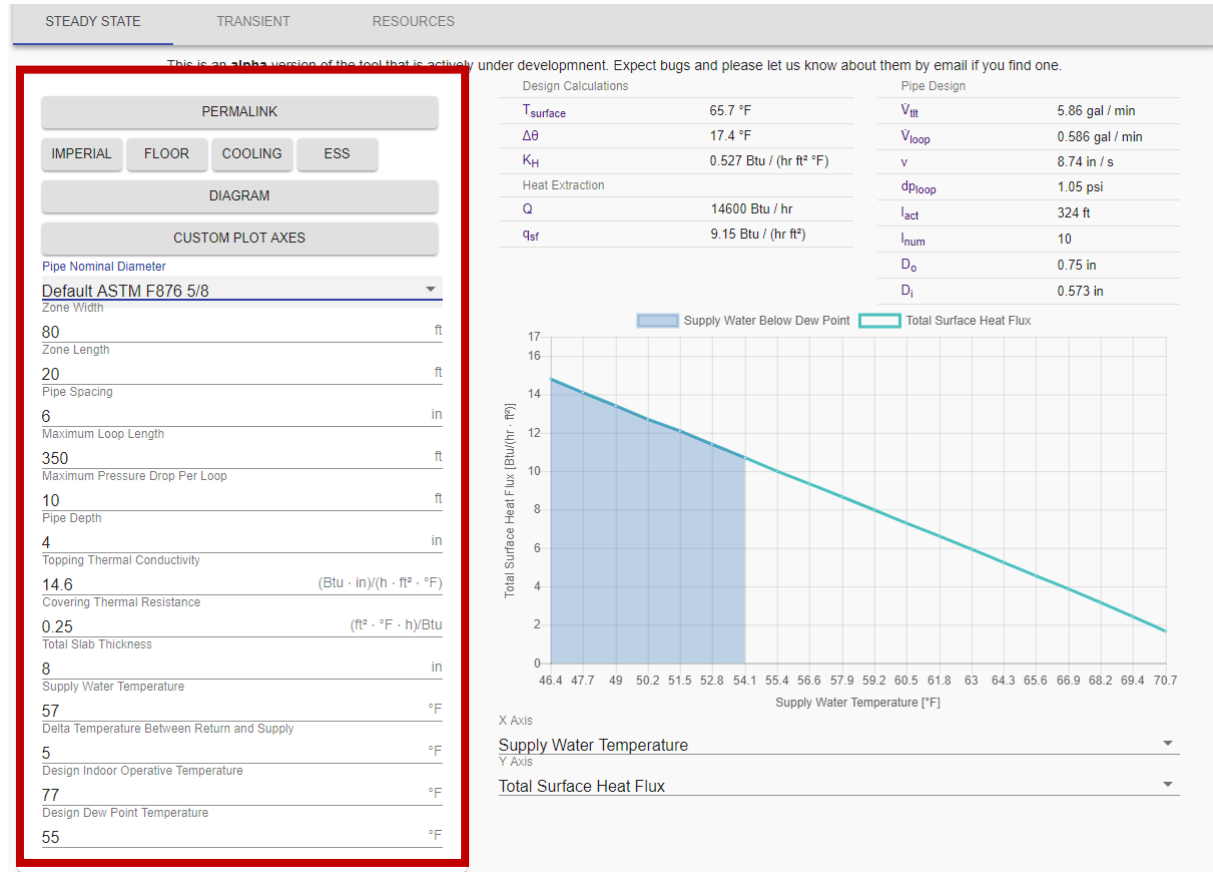 STEADY STATE TRANSIENT RESOURCES
This is an alpha version of the tool that is actively under developmnent. Expect bugs and please let us know about them by email if you find one.
PERMALINK
IMPERIAL FLOOR COOLING ESS
DIAGRAM
CUSTOM PLOT AXES
Pipe Nominal Diameter
Default ASTM F876 5/8
Zone Width
80 ft
Zone Length
20 ft
Pipe Spacing
6 in
Maximum Loop Length
350 ft
Maximum Pressure Drop Per Loop
10 ft
Pipe Depth
4 in
Topping Thermal Conductivity
14.6 (Btu · in)/(h · ft² · °F)
Covering Thermal Resistance
0.25 (ft² · °F · h)/Btu
Total Slab Thickness
8 in
Supply Water Temperature
57 °F
Delta Temperature Between Return and Supply
5 °F
Design Indoor Operative Temperature
77 °F
Design Dew Point Temperature
55 °F
Design Calculations
Tsurface 65.7 °F
Δθ 17.4 °F
KH 0.527 Btu / (hr ft² °F)
Heat Extraction
Q 14600 Btu / hr
qsf 9.15 Btu / (hr ft²)
Pipe Design
V̇tlt 5.86 gal / min
V̇loop 0.586 gal / min
v 8.74 in / s
dploop 1.05 psi
lact 324 ft
lnum 10
Do 0.75 in
Di 0.573 in
Supply Water Below Dew Point Total Surface Heat Flux
Total Surface Heat Flux [Btu/(hr · ft²)]
17
16
14
12
10
8
6
4
2
0
46.4 47.7 49 50.2 51.5 52.8 54.1 55.4 56.6 57.9 59.2 60.5 61.8 63 64.3 65.6 66.9 68.2 69.4 70.7
Supply Water Temperature [°F]
X Axis
Supply Water Temperature
Y Axis
Total Surface Heat Flux